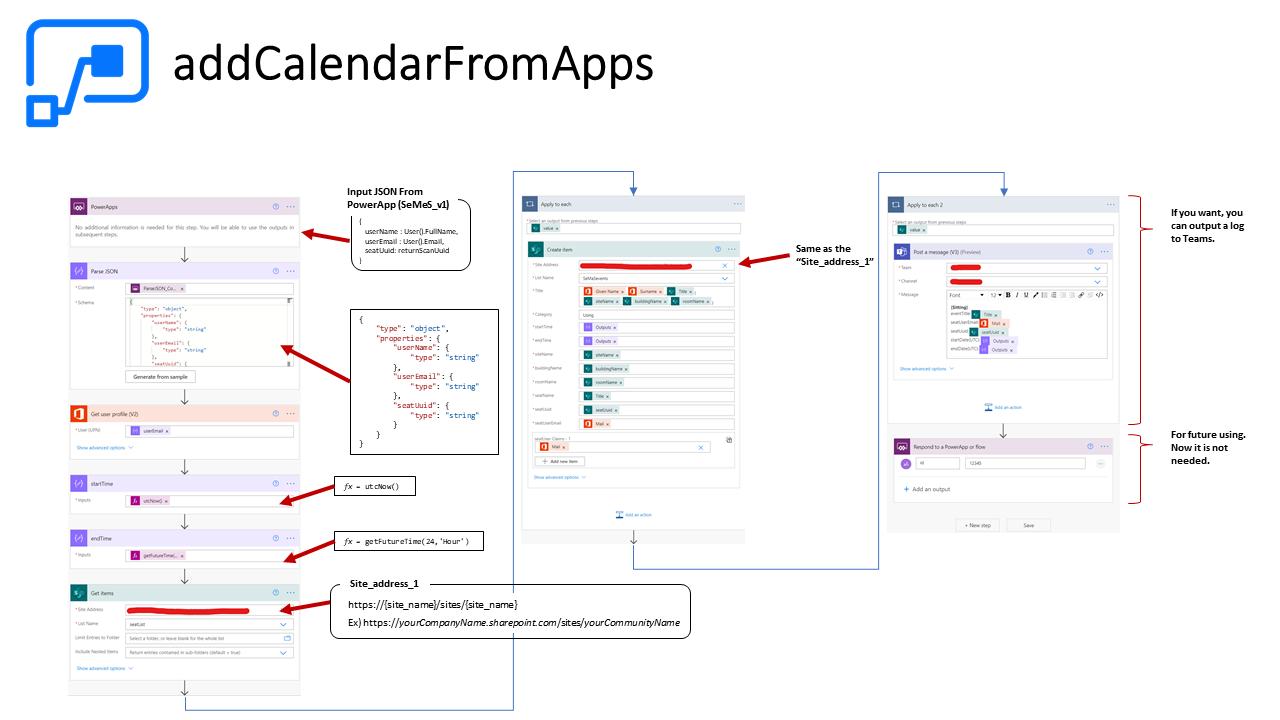 addCalendarFromApps
PowerApps
No additional information is needed for this step. You will be able to use the outputs in
subsequent steps.
Input JSON From
PowerApp (SeMeS_v1)
{
userName : User().FullName,
userEmail : User().Email,
seatUuid: returnScanUuid
}
Parse JSON
* Content
ParseJSON_Co...
* Schema
{
"type": "object",
"properties": {
"userName": {
"type": "string"
},
"userEmail": {
"type": "string"
},
"seatUuid": {
Generate from sample
{
"type": "object",
"properties": {
"userName": {
"type": "string"
},
"userEmail": {
"type": "string"
},
"seatUuid": {
"type": "string"
}
}
}
Get user profile (V2)
* User (UPN)
userEmail
Show advanced options
startTime
* Inputs
utcNow()
fx = utcNow()
endTime
* Inputs
getFutureTime(...
fx = getFutureTime(24,'Hour')
Get items
* Site Address
* List Name
seatList
Limit Entries to Folder
Select a folder, or leave blank for the whole list
Include Nested Items
Return entries contained in sub-folders (default = true)
Show advanced options
Site_address_1
https://{site_name}/sites/{site_name}
Ex) https://yourCompanyName.sharepoint.com/sites/yourCommunityName
Apply to each
* Select an output from previous steps
value
Create item
* Site Address
* List Name
SeMaSevents
* Title
Given Name
Surname
Title
siteName
buildingName
roomName
* Category
Using
* startTime
Outputs
* endTime
Outputs
* siteName
siteName
* buildingName
buildingName
* roomName
roomName
* seatName
Title
* seatUuid
seatUuid
* seatUserEmail
Mail
seatUser Claims - 1
Mail
+ Add new item
Show advanced options
Add an action
Same as the
“Site_address_1”
Apply to each 2
* Select an output from previous steps
value
Post a message (V3) (Preview)
* Team
* Channel
* Message
Font
12
B
I
U
</>
[Sitting]
eventTitle:
Title
seatUserEmail:
Mail
seatUuid:
seatUuid
startDate(UTC):
Outputs
endDate(UTC):
Outputs
Show advanced options
Add an action
Respond to a PowerApp or flow
id
12345
+ Add an output
+ New step
Save
If you want, you
can output a log
to Teams.
For future using.
Now it is not
needed.